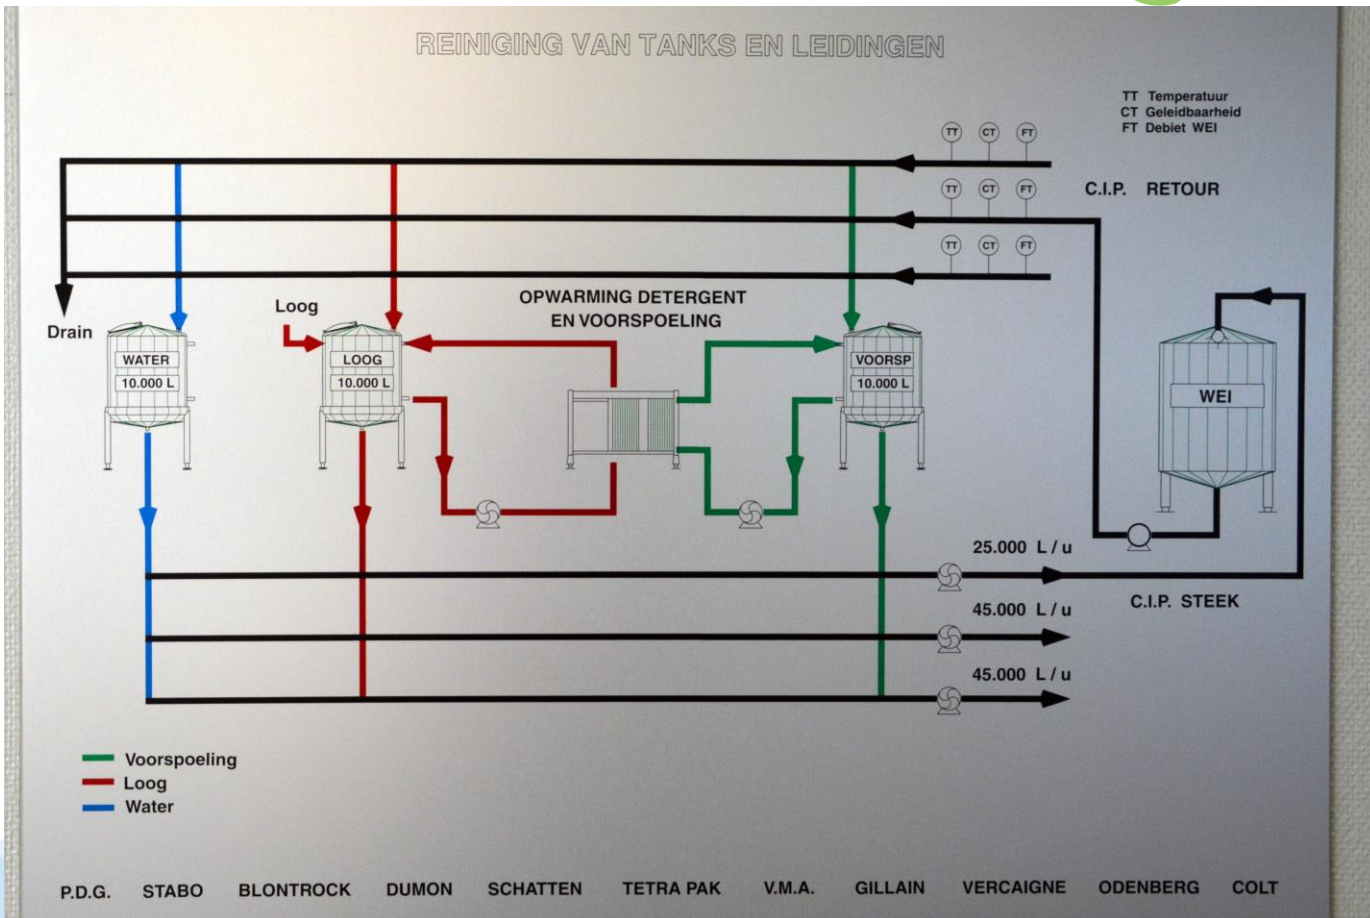 REINIGING VAN TANKS EN LEIDINGEN
TT Temperatuur
CT Geleidbaarheid
FT Debiet WEI
TT CT FT
C.I.P. RETOUR
TT CT FT
TT CT FT
OPWARMING DETERGENT
EN VOORSPOELING
Loog
Drain
WATER
10.000 L
LOOG
10.000 L
VOORSP
10.000 L
WEI
25.000 L / u
C.I.P. STEEK
45.000 L / u
45.000 L / u
Voorspoeling
Loog
Water
P.D.G. STABO BLONTROCK DUMON SCHATTEN TETRA PAK V.M.A. GILLAIN VERCAIGNE ODENBERG COLT